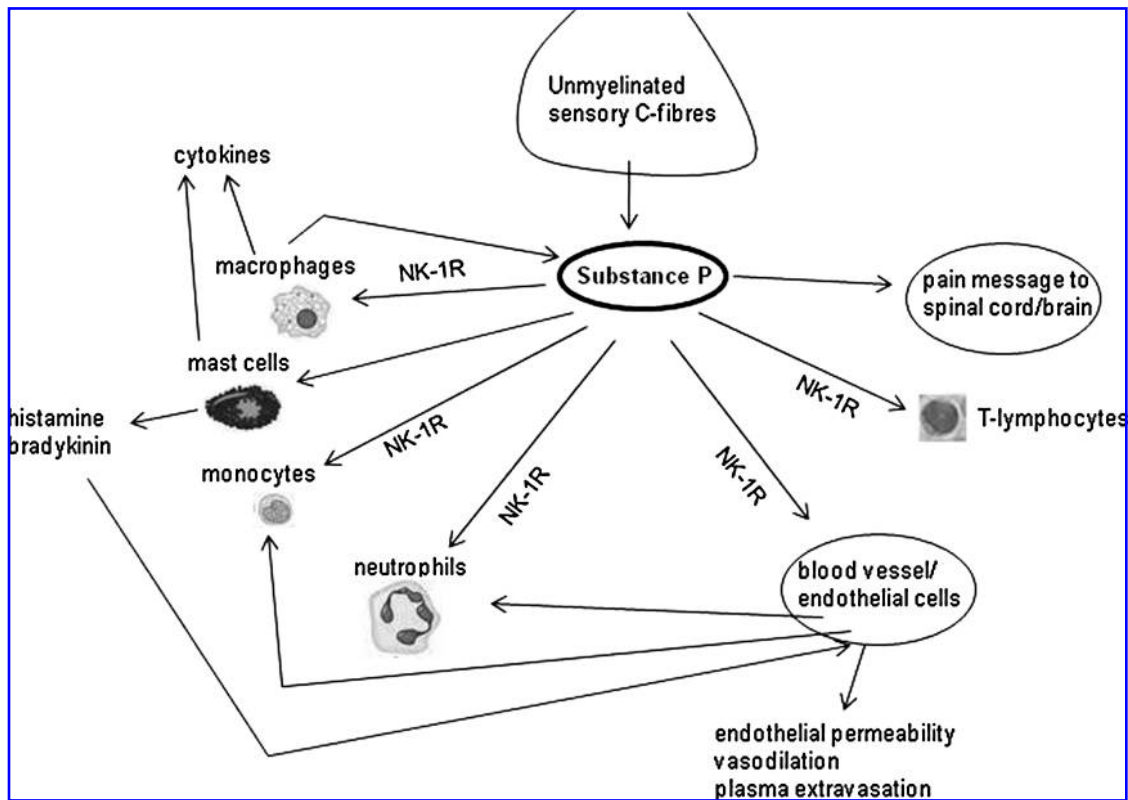 Unmyelinated
sensory C-fibres
cytokines
macrophages
NK-1R
Substance P
pain message to
spinal cord/brain
mast cells
NK-1R
T-lymphocytes
histamine
bradykinin
NK-1R
monocytes
NK-1R
NK-1R
neutrophils
blood vessel/
endothelial cells
endothelial permeability
vasodilation
plasma extravasation